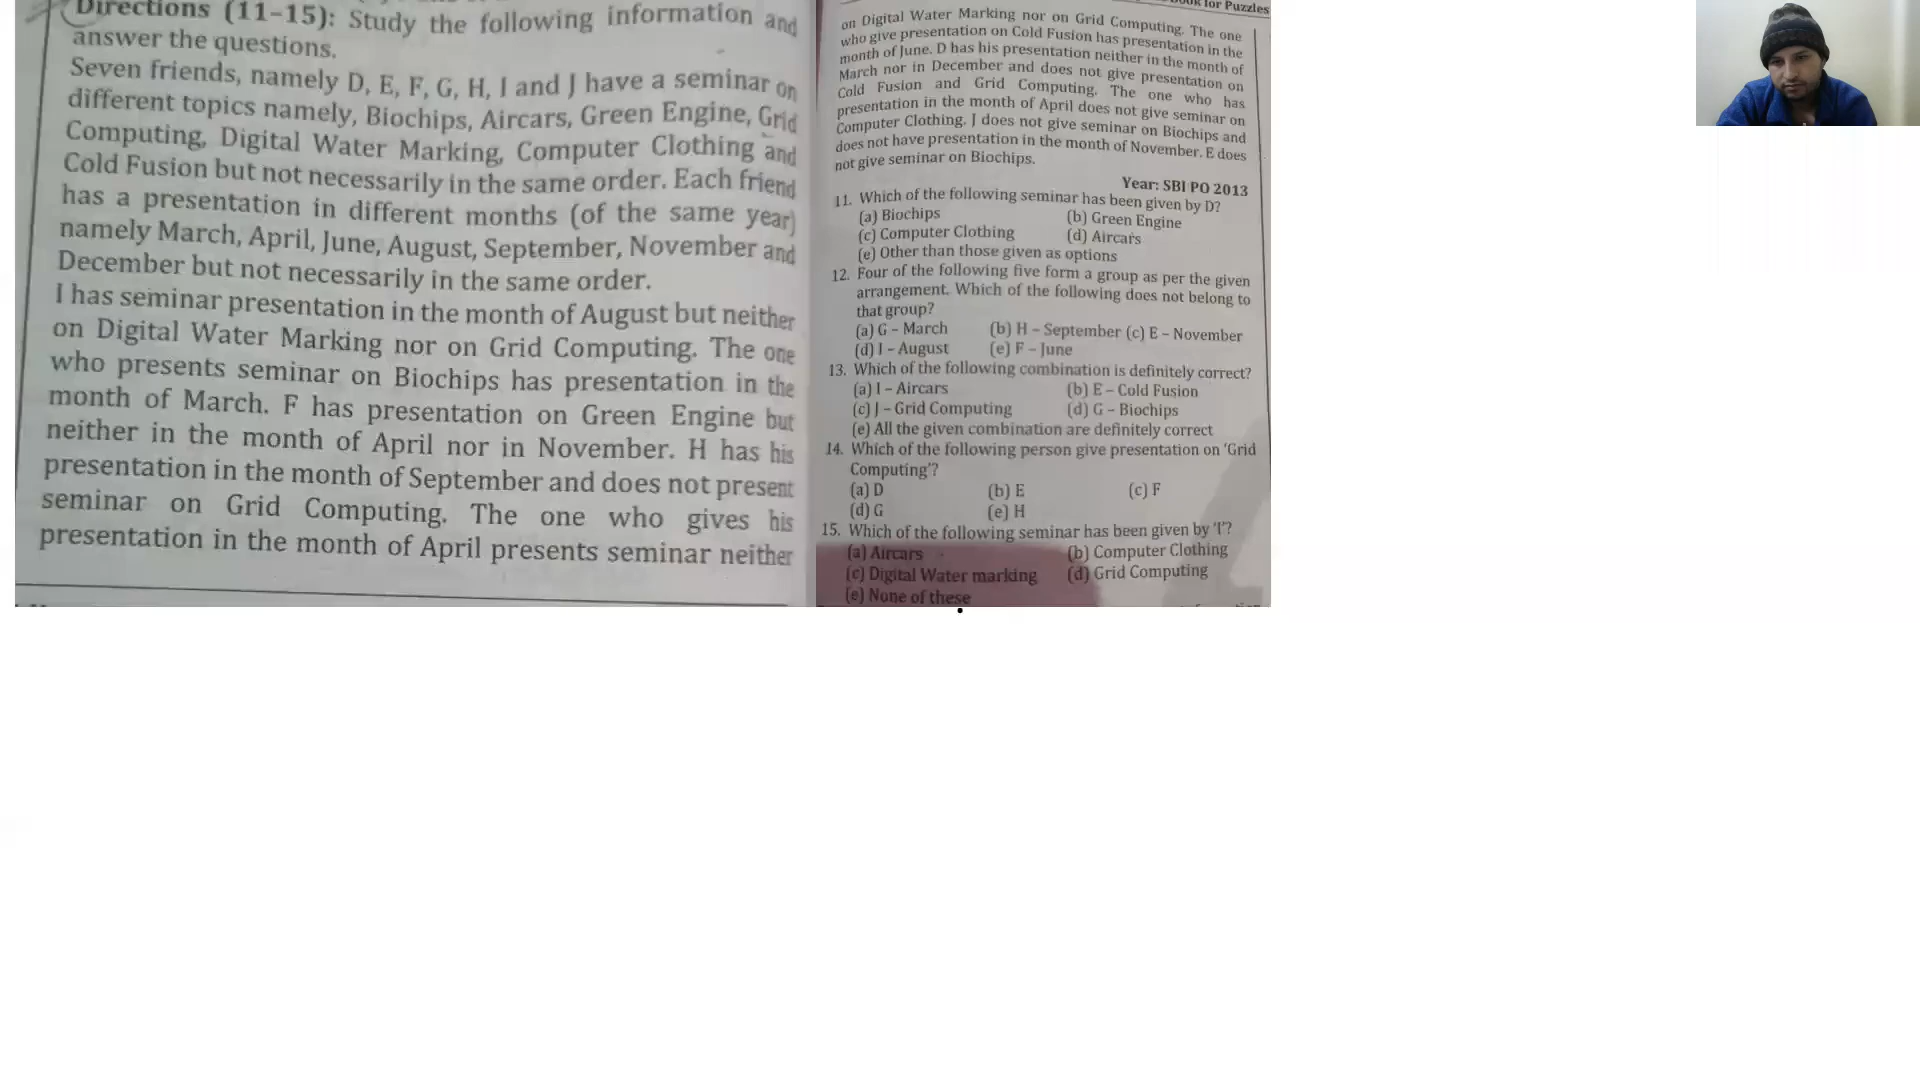 Directions (11-15): Study the following information and
answer the questions.
Seven friends, namely D, E, F, G, H, I and J have a seminar on
different topics namely, Biochips, Aircars, Green Engine, Grid
Computing, Digital Water Marking, Computer Clothing and
Cold Fusion but not necessarily in the same order. Each friend
has a presentation in different months (of the same year)
namely March, April, June, August, September, November and
December but not necessarily in the same order.
I has seminar presentation in the month of August but neither
on Digital Water Marking nor on Grid Computing. The one
who presents seminar on Biochips has presentation in the
month of March. F has presentation on Green Engine but
neither in the month of April nor in November. H has his
presentation in the month of September and does not present
seminar on Grid Computing. The one who gives his
presentation in the month of April presents seminar neither
for Puzzles
on Digital Water Marking nor on Grid Computing. The one
who give presentation on Cold Fusion has presentation in the
month of June. D has his presentation neither in the month of
March nor in December and does not give presentation on
Cold Fusion and Grid Computing. The one who has
presentation in the month of April does not give seminar on
Computer Clothing. J does not give seminar on Biochips and
does not have presentation in the month of November. E does
not give seminar on Biochips.
Year: SBI PO 2013
11. Which of the following seminar has been given by D?
(a) Biochips (b) Green Engine
(c) Computer Clothing (d) Aircars
(e) Other than those given as options
12. Four of the following five form a group as per the given
arrangement. Which of the following does not belong to
that group?
(a) G – March (b) H – September (c) E – November
(d) I – August (e) F – June
13. Which of the following combination is definitely correct?
(a) I – Aircars (b) E – Cold Fusion
(c) J – Grid Computing (d) G – Biochips
(e) All the given combination are definitely correct
14. Which of the following person give presentation on 'Grid
Computing'?
(a) D (b) E (c) F
(d) G (e) H
15. Which of the following seminar has been given by 'I'?
(a) Aircars (b) Computer Clothing
(c) Digital Water marking (d) Grid Computing
(e) None of these